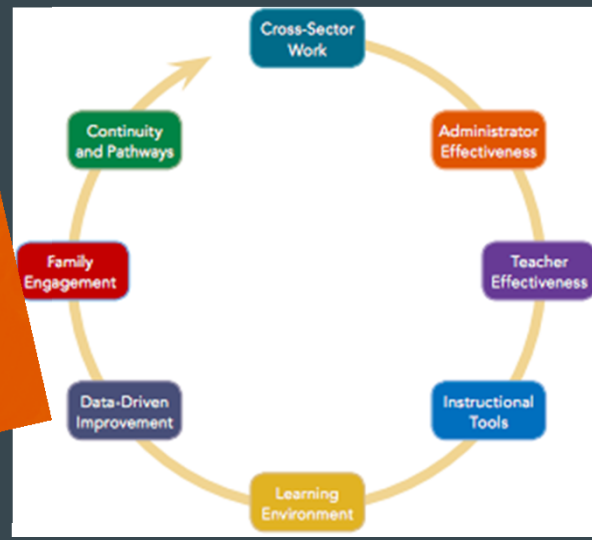 Cross-Sector
Work
Administrator
Effectiveness
Teacher
Effectiveness
Instructional
Tools
Learning
Environment
Data-Driven
Improvement
Family
Engagement
Continuity
and Pathways